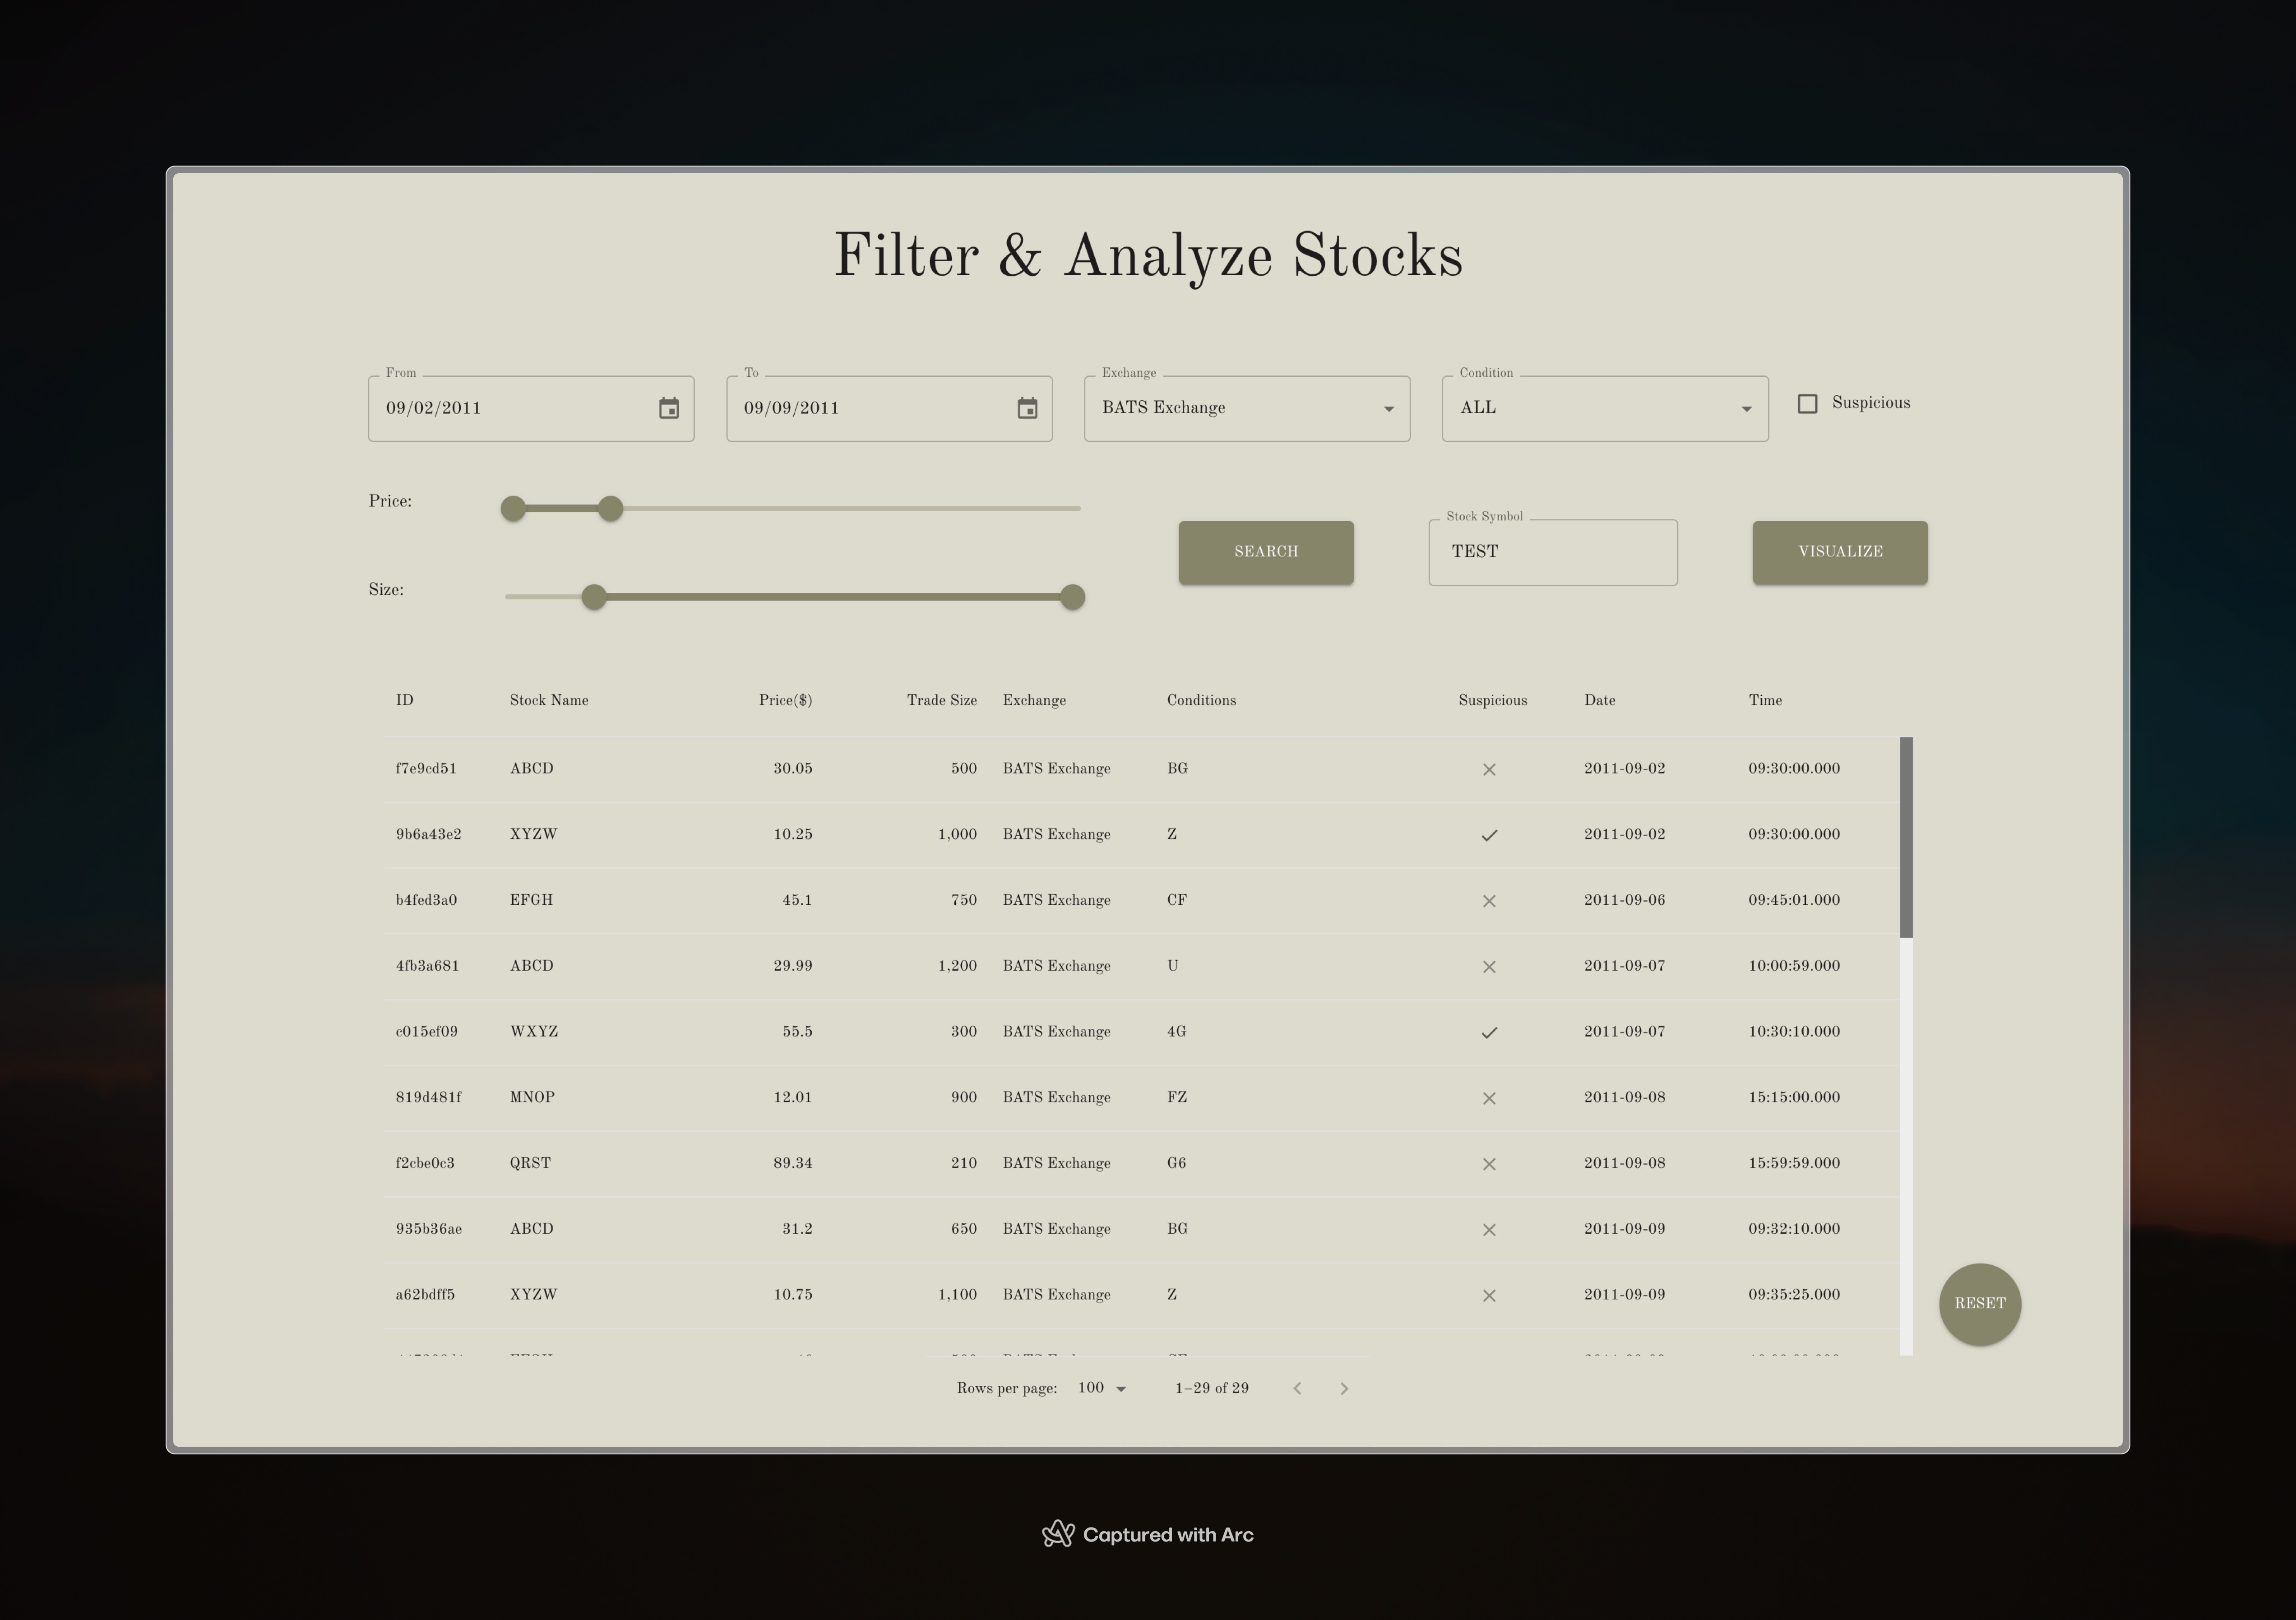 Filter & Analyze Stocks
From To Exchange Condition
09/02/2011 09/09/2011 BATS Exchange ALL Suspicious
Price:
Stock Symbol
SEARCH TEST VISUALIZE
Size:
ID Stock Name Price($) Trade Size Exchange Conditions Suspicious Date Time
f7e9cd51 ABCD 30.05 500 BATS Exchange BG 2011-09-02 09:30:00.000
9b6a43e2 XYZW 10.25 1,000 BATS Exchange Z 2011-09-02 09:30:00.000
b4fed3a0 EFGH 45.1 750 BATS Exchange CF 2011-09-06 09:45:01.000
4fb3a681 ABCD 29.99 1,200 BATS Exchange U 2011-09-07 10:00:59.000
c015ef09 WXYZ 55.5 300 BATS Exchange 4G 2011-09-07 10:30:10.000
819d481f MNOP 12.01 900 BATS Exchange FZ 2011-09-08 15:15:00.000
f2cbe0c3 QRST 89.34 210 BATS Exchange G6 2011-09-08 15:59:59.000
935b36ae ABCD 31.2 650 BATS Exchange BG 2011-09-09 09:32:10.000
a62bdff5 XYZW 10.75 1,100 BATS Exchange Z 2011-09-09 09:35:25.000
RESET
Rows per page: 100 1–29 of 29
Captured with Arc